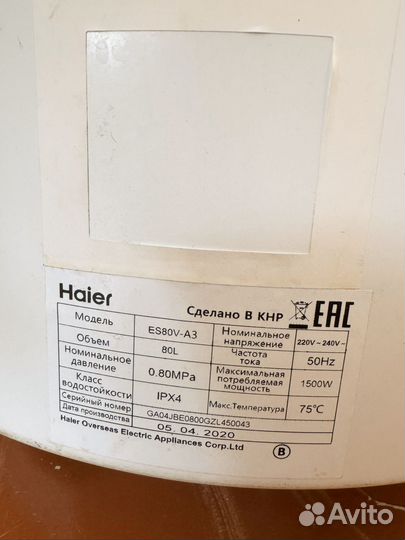 Haier Сделано В КНР EAC
Модель ES80V-A3 Номинальное напряжение 220V~240V~
Объем 80L Частота тока 50Hz
Номинальное давление 0.80MPa Максимальная потребляемая мощность 1500W
Класс водостойкости IPX4 Макс.Температура 75℃
Серийный номер GA04JBE0800GZL450043
Дата производства 05. 04. 2020
Haier Overseas Electric Appliances Corp.Ltd B
Avito